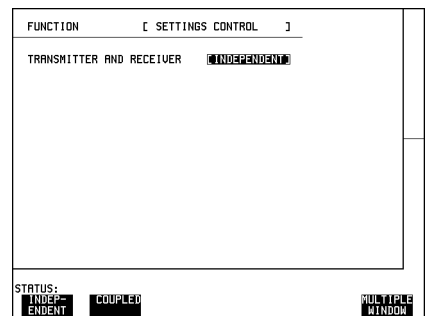 FUNCTION [ SETTINGS CONTROL ]
TRANSMITTER AND RECEIVER [INDEPENDENT]
STATUS:
INDEP-
ENDENT
COUPLED
MULTIPLE
WINDOW